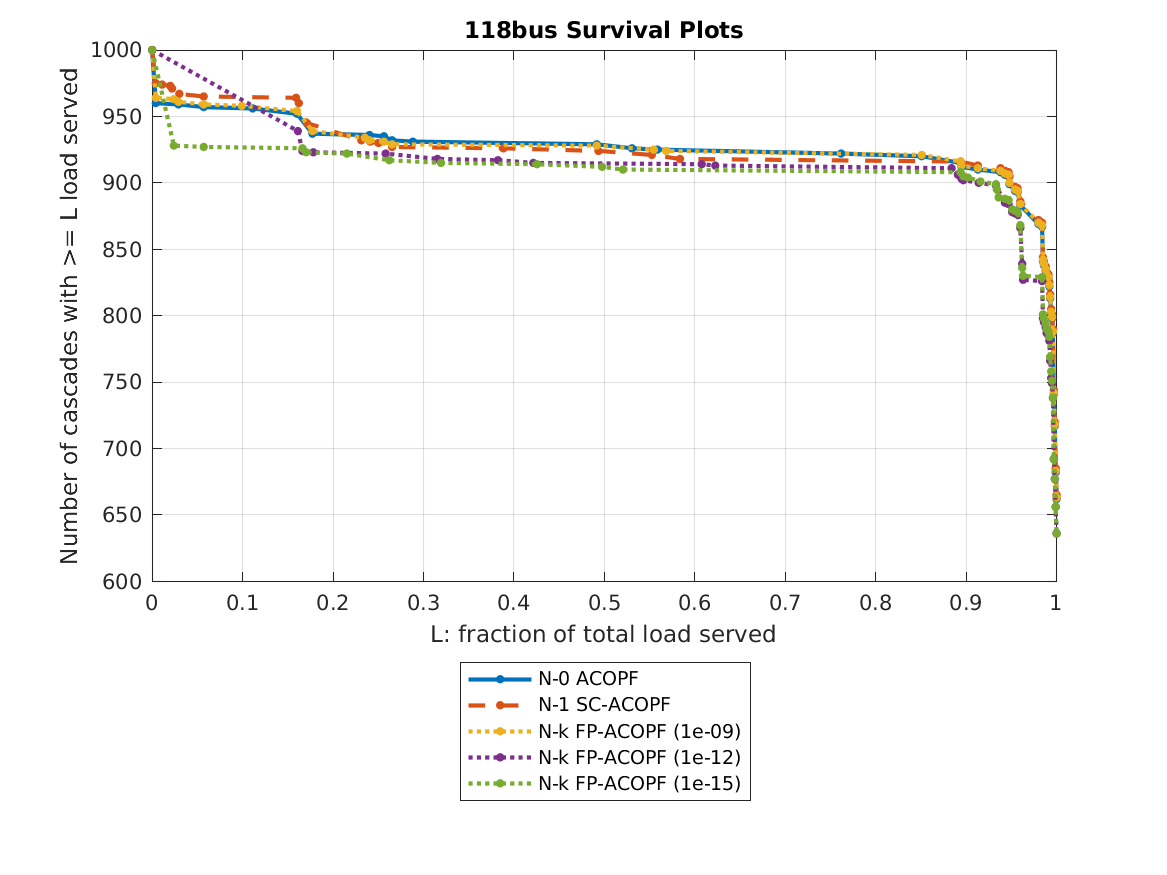 118bus Survival Plots
Number of cascades with >= L load served
1000
950
900
850
800
750
700
650
600
0 0.1 0.2 0.3 0.4 0.5 0.6 0.7 0.8 0.9 1
L: fraction of total load served
N-0 ACOPF
N-1 SC-ACOPF
N-k FP-ACOPF (1e-09)
N-k FP-ACOPF (1e-12)
N-k FP-ACOPF (1e-15)